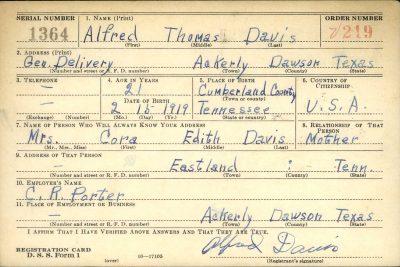 SERIAL NUMBER 1. NAME (Print) ORDER NUMBER
1364 Alfred Thomas Davis 7219
(First) (Middle) (Last)
2. ADDRESS (Print)
Gen. Delivery Ackerly Dawson Texas
(Number and street or R. F. D. number) (Town) (County) (State)
3. TELEPHONE 4. AGE IN YEARS 5. PLACE OF BIRTH 6. COUNTRY OF CITIZENSHIP
— 21 Cumberland County
(Town or county)
DATE OF BIRTH
— 2 15 1919 Tennessee U.S.A.
(Exchange) (Number) (Mo.) (Day) (Yr.) (State or country)
7. NAME OF PERSON WHO WILL ALWAYS KNOW YOUR ADDRESS 8. RELATIONSHIP OF THAT PERSON
Mrs. Cora Edith Davis Mother
(Mr., Mrs., Miss) (First) (Middle) (Last)
9. ADDRESS OF THAT PERSON
— Eastland : Tenn.
(Number and street or R. F. D. number) (Town) (County) (State)
10. EMPLOYER'S NAME
C. R. Porter
11. PLACE OF EMPLOYMENT OR BUSINESS
— Ackerly Dawson Texas
(Number and street or R. F. D. number) (Town) (County) (State)
I AFFIRM THAT I HAVE VERIFIED ABOVE ANSWERS AND THAT THEY ARE TRUE.
REGISTRATION CARD Alfred Davis
D. S. S. Form 1 (over) 16—17105 (Registrant's signature)